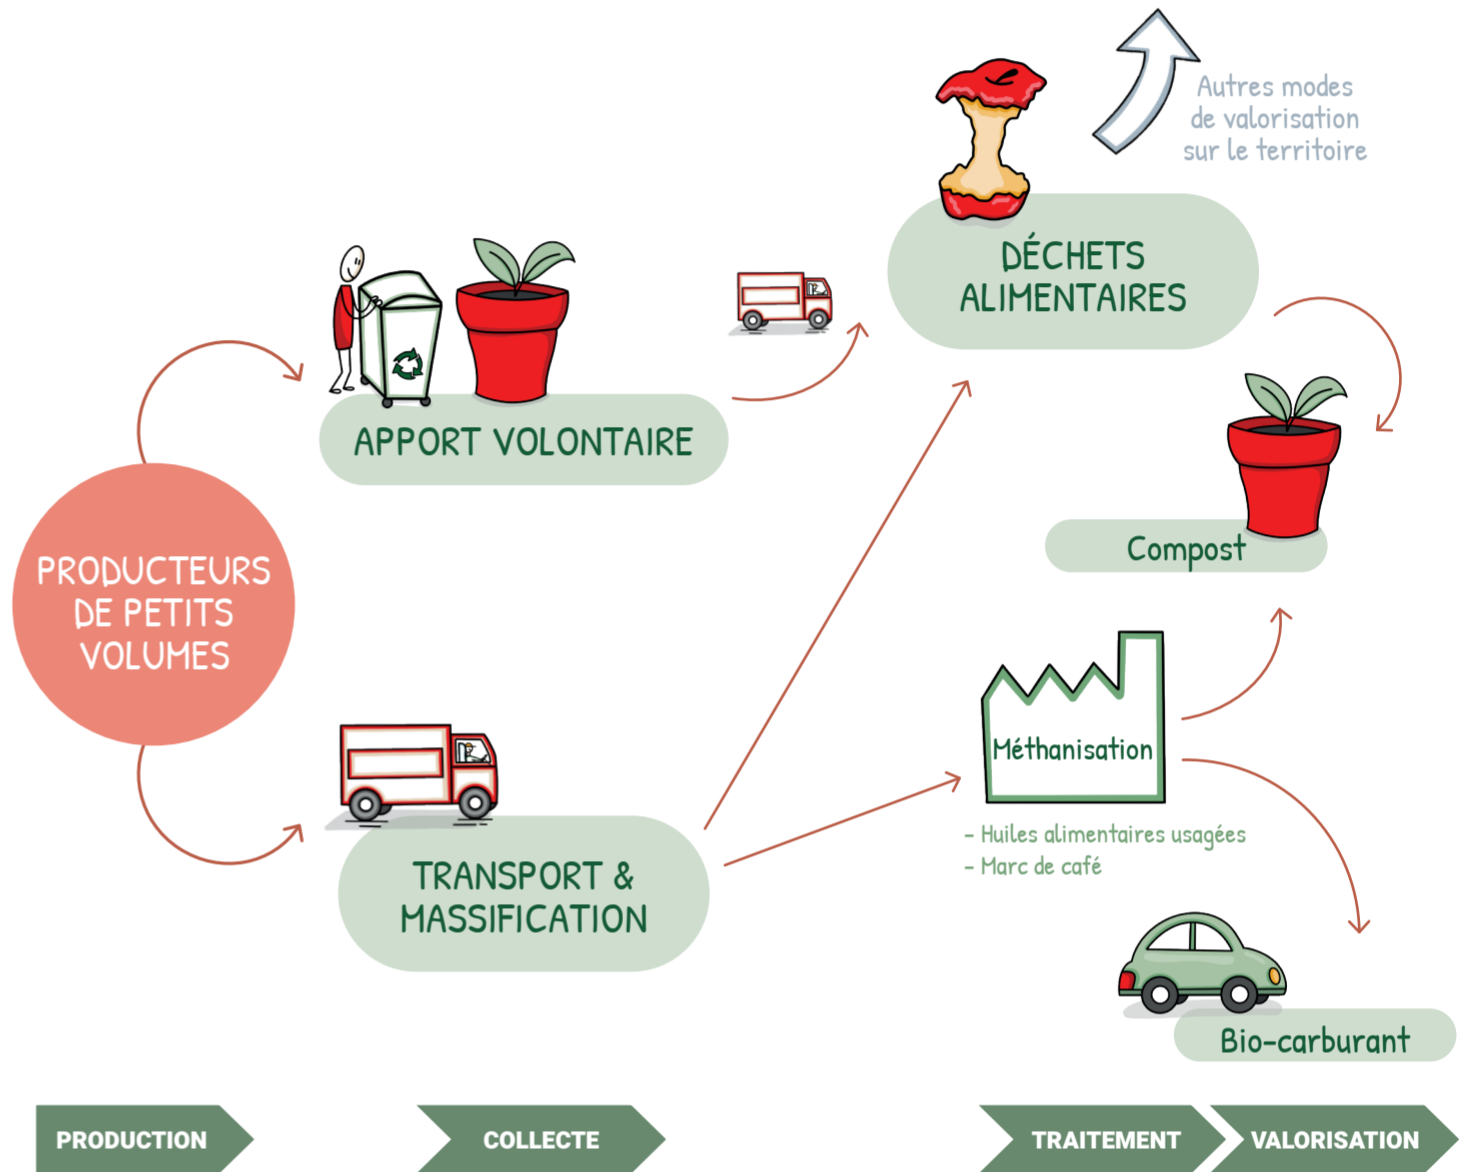 Autres modes
de valorisation
sur le territoire
DÉCHETS
ALIMENTAIRES
APPORT VOLONTAIRE
Compost
PRODUCTEURS
DE PETITS
VOLUMES
Méthanisation
- Huiles alimentaires usagées
- Marc de café
TRANSPORT &
MASSIFICATION
Bio-carburant
PRODUCTION
COLLECTE
TRAITEMENT
VALORISATION